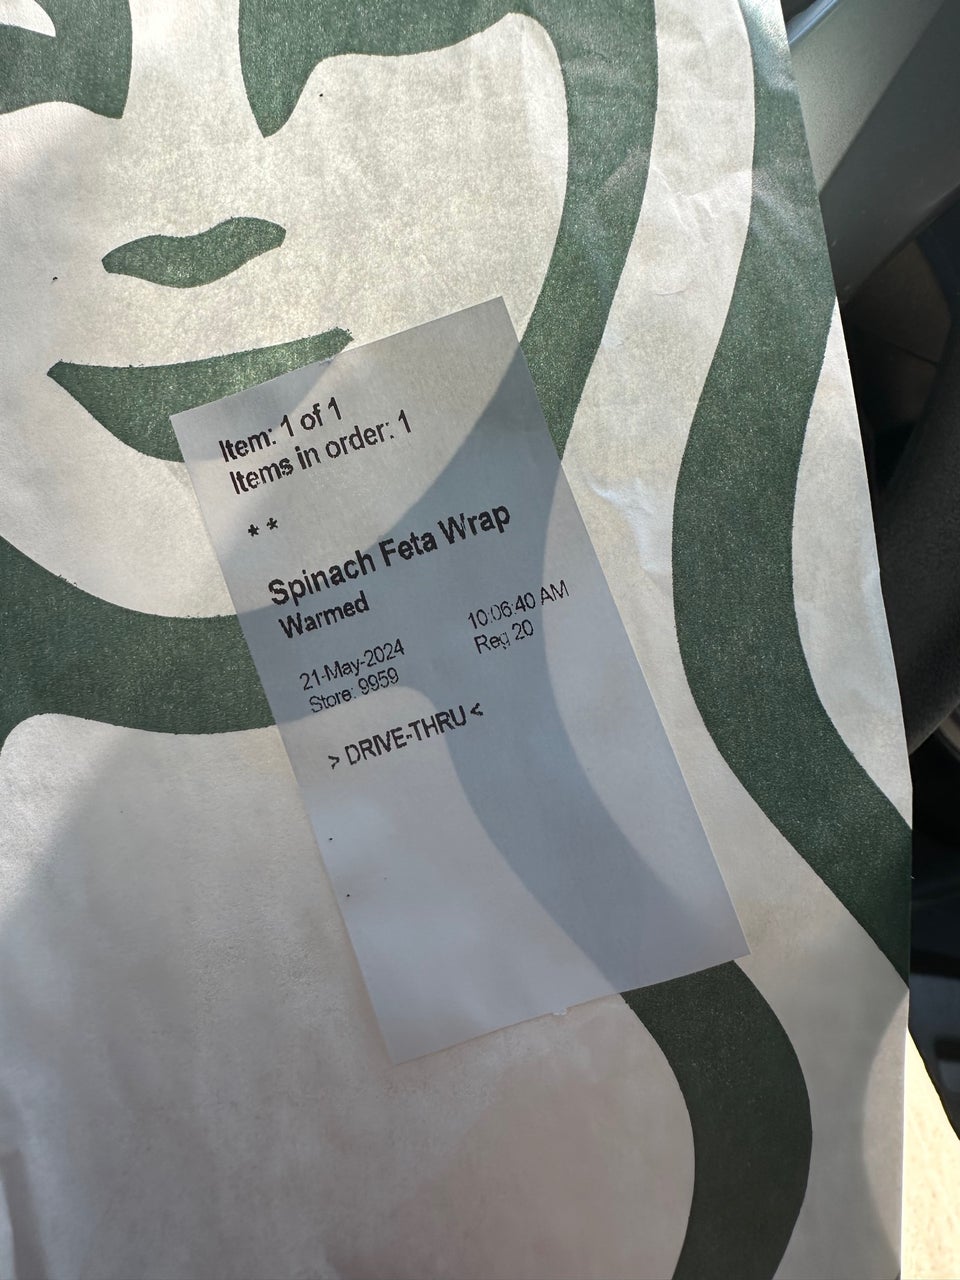 Item: 1 of 1
Items in order: 1
* *
Spinach Feta Wrap
Warmed
21-May-2024 10:06:40 AM
Store: 9959 Reg 20
> DRIVE-THRU <